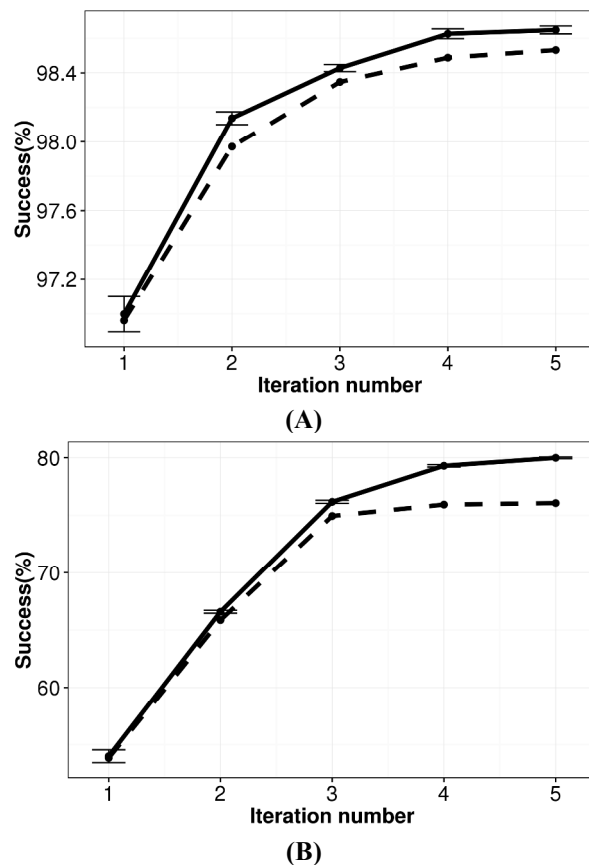 Success(%)
98.4
98.0
97.6
97.2
1 2 3 4 5
Iteration number
(A)
Success(%)
80
70
60
1 2 3 4 5
Iteration number
(B)